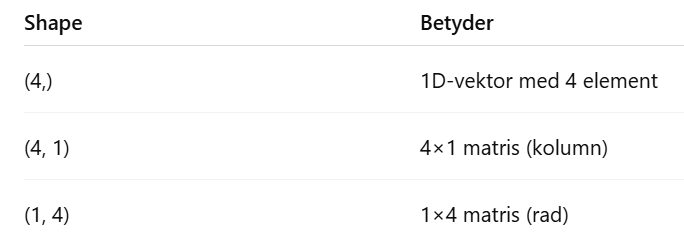 Shape Betyder
(4,) 1D-vektor med 4 element
(4, 1) 4×1 matris (kolumn)
(1, 4) 1×4 matris (rad)